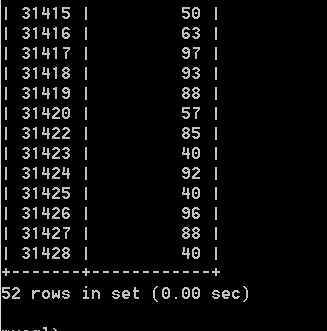 | 31415 | 50 |
| 31416 | 63 |
| 31417 | 97 |
| 31418 | 93 |
| 31419 | 88 |
| 31420 | 57 |
| 31422 | 85 |
| 31423 | 40 |
| 31424 | 92 |
| 31425 | 40 |
| 31426 | 96 |
| 31427 | 88 |
| 31428 | 40 |
+-------+------------+
52 rows in set (0.00 sec)